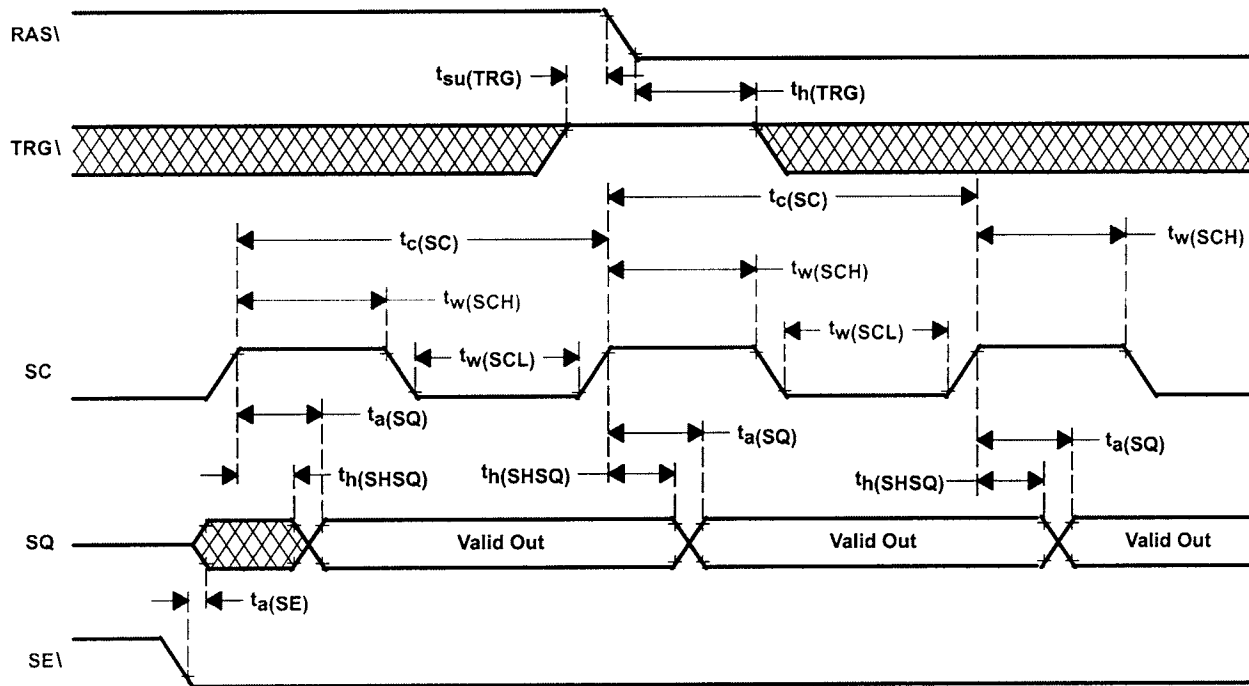 RAS\
tsu(TRG)
th(TRG)
TRG\
tc(SC)
tc(SC)
tw(SCH)
tw(SCH)
tw(SCH)
tw(SCL)
tw(SCL)
SC
ta(SQ)
ta(SQ)
ta(SQ)
th(SHSQ)
th(SHSQ)
th(SHSQ)
SQ
Valid Out
Valid Out
Valid Out
ta(SE)
SE\